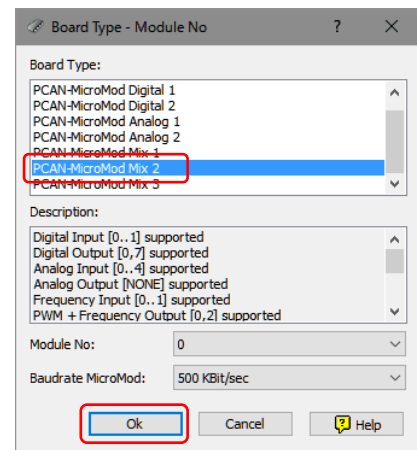 Board Type - Module No ?
Board Type:
PCAN-MicroMod Digital 1
PCAN-MicroMod Digital 2
PCAN-MicroMod Analog 1
PCAN-MicroMod Analog 2
PCAN-MicroMod Mix 1
PCAN-MicroMod Mix 2
PCAN-MicroMod Mix 3
Description:
Digital Input [0..1] supported
Digital Output [0,7] supported
Analog Input [0..4] supported
Analog Output [NONE] supported
Frequency Input [0..1] supported
PWM + Frequency Output [0,2] supported
Module No: 0
Baudrate MicroMod: 500 KBit/sec
Ok Cancel Help